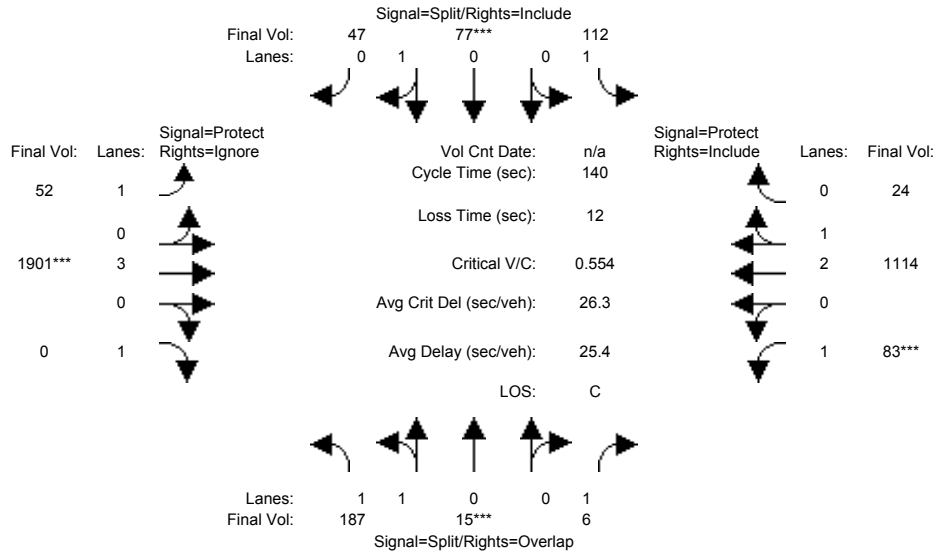 Signal=Split/Rights=Include
Final Vol: 47 77*** 112
Lanes: 0 1 0 0 1
Signal=Protect Signal=Protect
Final Vol: Lanes: Rights=Ignore Vol Cnt Date: n/a Rights=Include Lanes: Final Vol:
Cycle Time (sec): 140
52 1 0 24
Loss Time (sec): 12
0 1
1901*** 3 Critical V/C: 0.554 2 1114
0 Avg Crit Del (sec/veh): 26.3 0
0 1 Avg Delay (sec/veh): 25.4 1 83***
LOS: C
Lanes: 1 1 0 0 1
Final Vol: 187 15*** 6
Signal=Split/Rights=Overlap